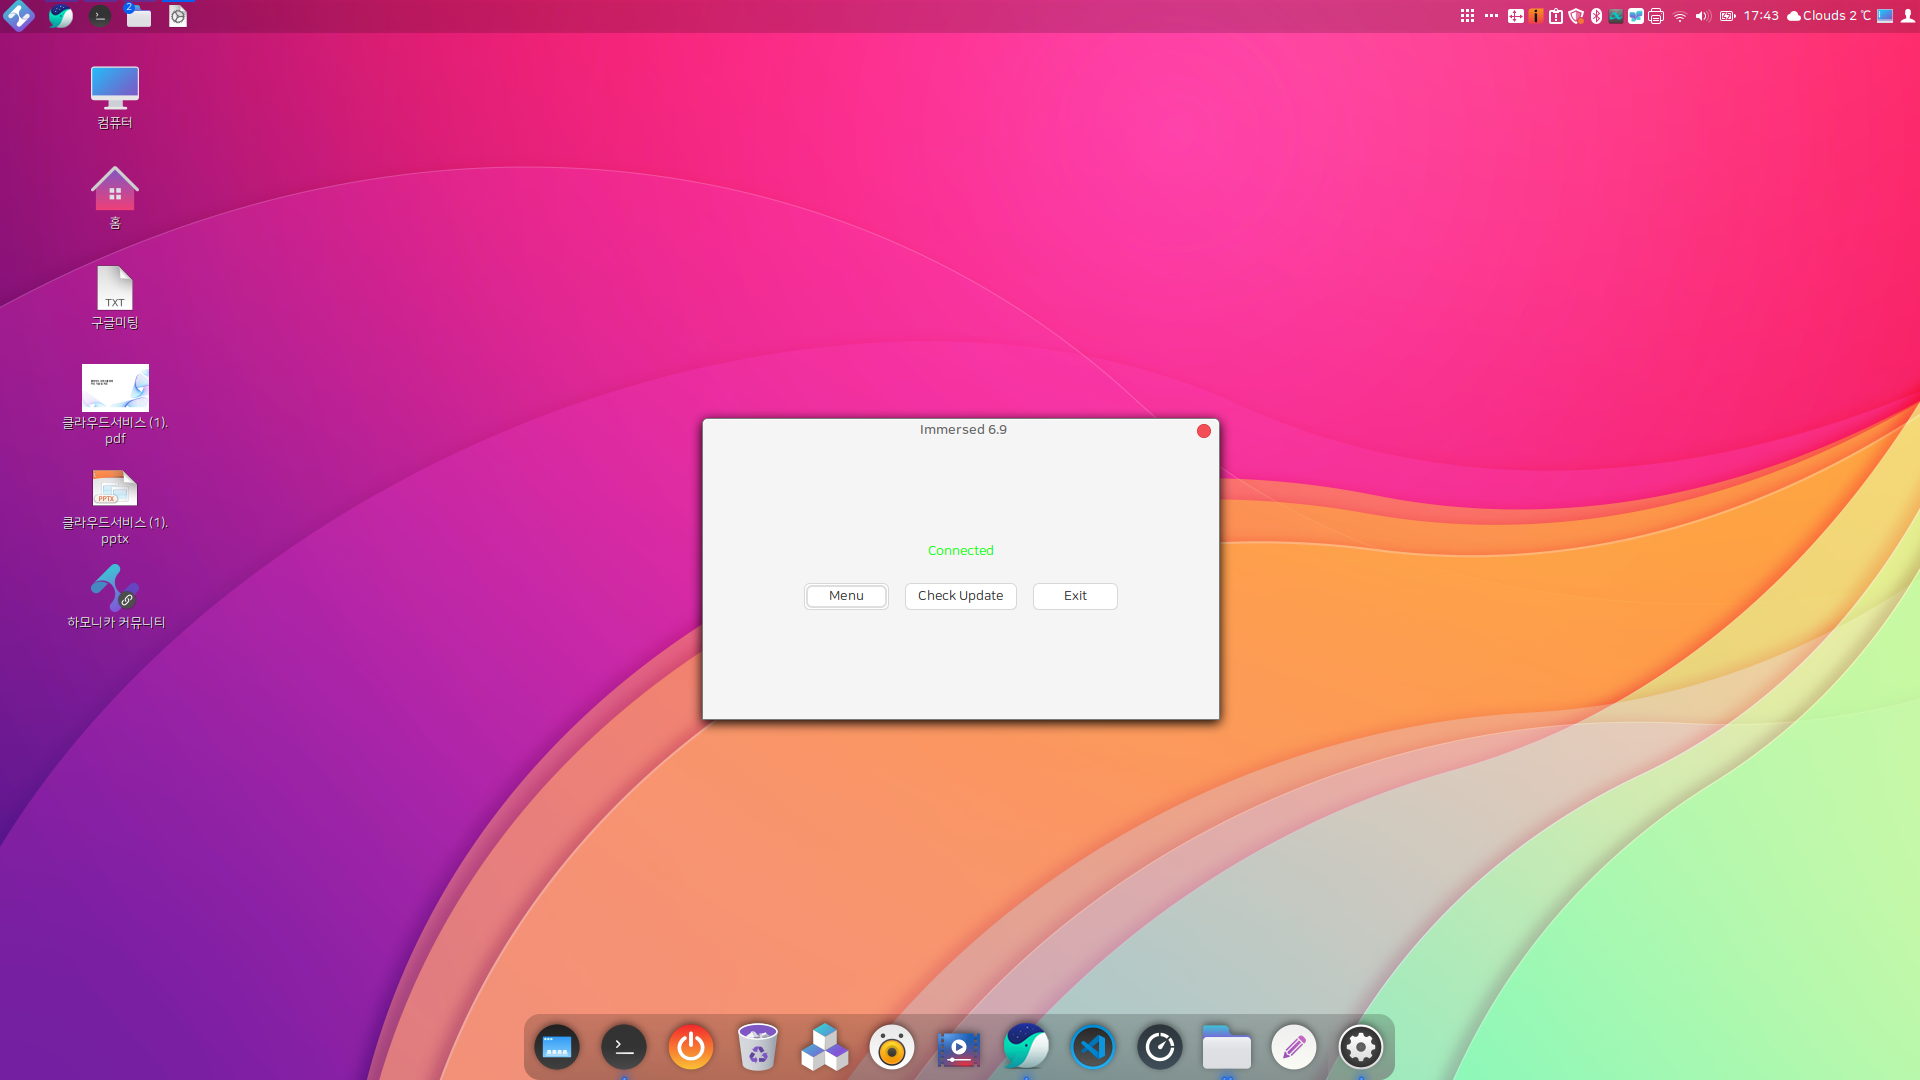 2
17:43
Clouds 2 ℃
컴퓨터
홈
TXT
구글미팅
클라우드서비스 (1).
pdf
PPTX
클라우드서비스 (1).
pptx
하모니카 커뮤니티
Immersed 6.9
Connected
Menu
Check Update
Exit